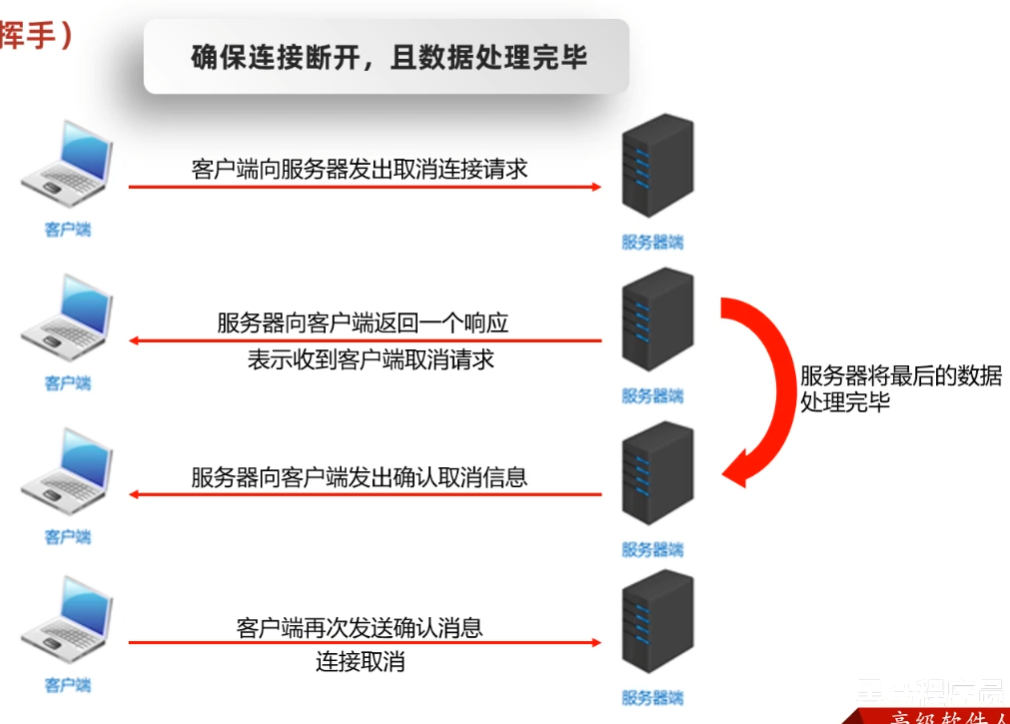 挥手）
确保连接断开，且数据处理完毕
客户端向服务器发出取消连接请求
客户端
服务器端
服务器向客户端返回一个响应
表示收到客户端取消请求
客户端
服务器端
服务器将最后的数据
处理完毕
服务器向客户端发出确认取消信息
客户端
服务器端
客户端再次发送确认消息
连接取消
客户端
服务器端
高级软件人